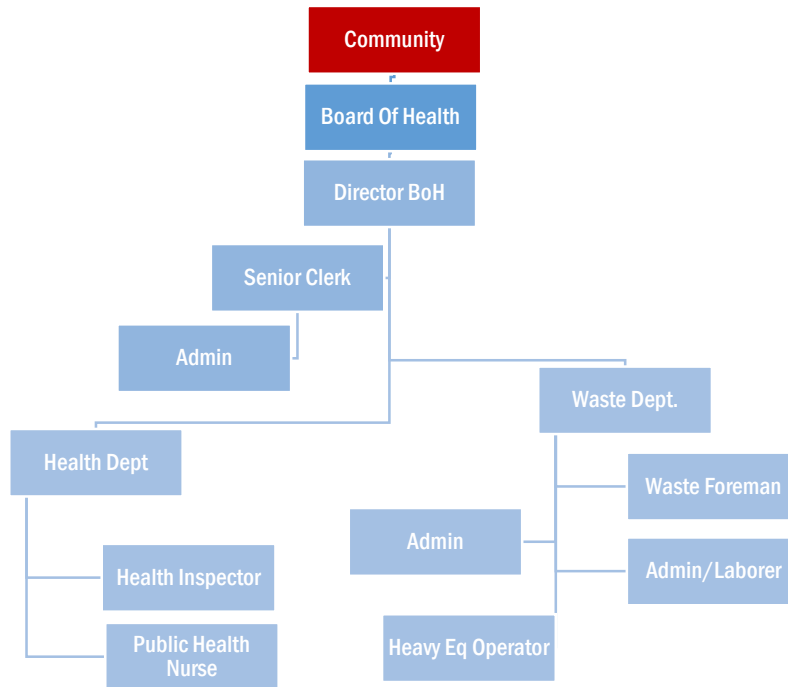 Community
Board Of Health
Director BoH
Senior Clerk
Admin
Waste Dept.
Health Dept
Waste Foreman
Admin
Health Inspector
Admin/Laborer
Public Health
Nurse
Heavy Eq Operator